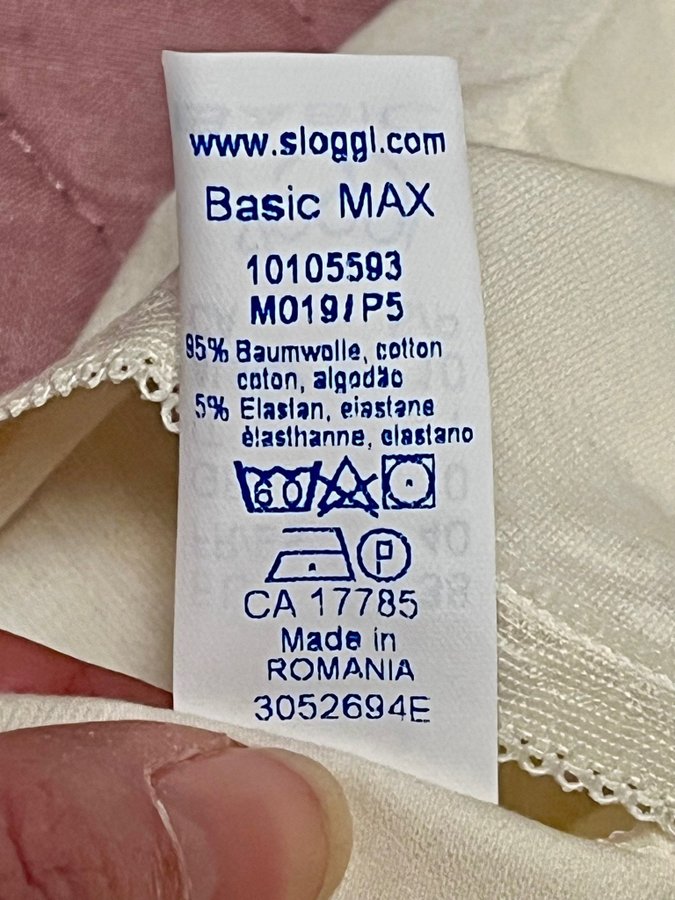 www.sloggi.com
Basic MAX
10105593
M019/P5
95% Baumwolle, cotton
coton, algodão
5% Elastan, elastane
élasthanne, elastano
60
P
CA 17785
Made in
ROMANIA
3052694E